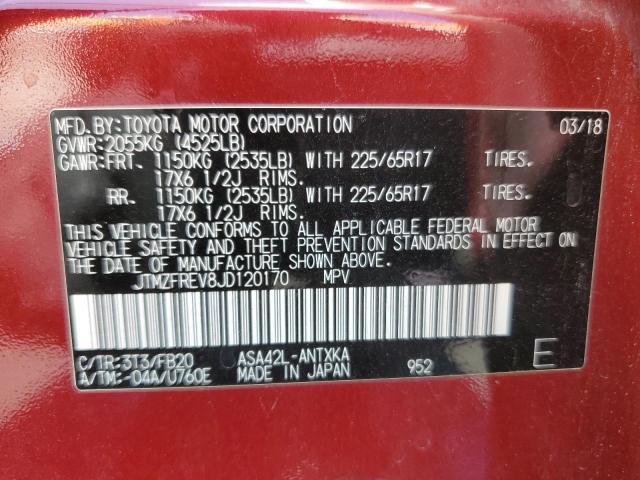 MFD.BY:TOYOTA MOTOR CORPORATION 03/18
GVWR:2055KG (4525LB)
GAWR:FRT. 1150KG (2535LB) WITH 225/65R17 TIRES.
17X6 1/2J RIMS.
RR. 1150KG (2535LB) WITH 225/65R17 TIRES.
17X6 1/2J RIMS.
THIS VEHICLE CONFORMS TO ALL APPLICABLE FEDERAL MOTOR
VEHICLE SAFETY AND THEFT PREVENTION STANDARDS IN EFFECT ON
THE DATE OF MANUFACTURE SHOWN ABOVE.
JTMZFREV8JD120170 MPV
C/TR:3T3/FB20 ASA42L-ANTXKA
A/TM:-04A/U760E MADE IN JAPAN 952 E